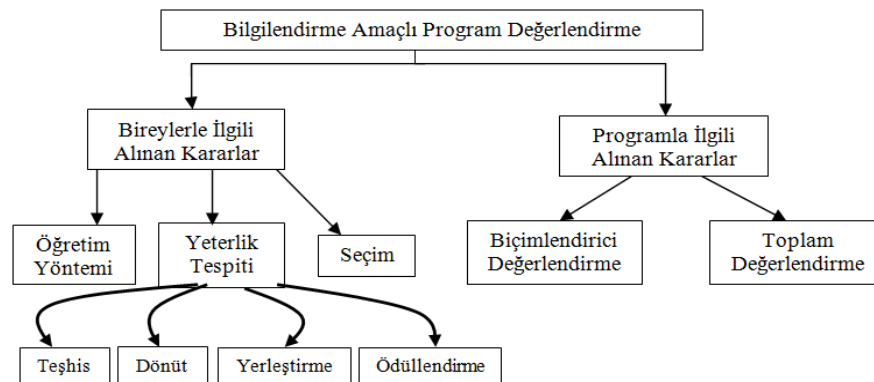 Bilgilendirme Amaçlı Program Değerlendirme
Bireylerle İlgili
Alınan Kararlar
Programla İlgili
Alınan Kararlar
Öğretim
Yöntemi
Yeterlik
Tespiti
Seçim
Biçimlendirici
Değerlendirme
Toplam
Değerlendirme
Teşhis
Dönüt
Yerleştirme
Ödüllendirme